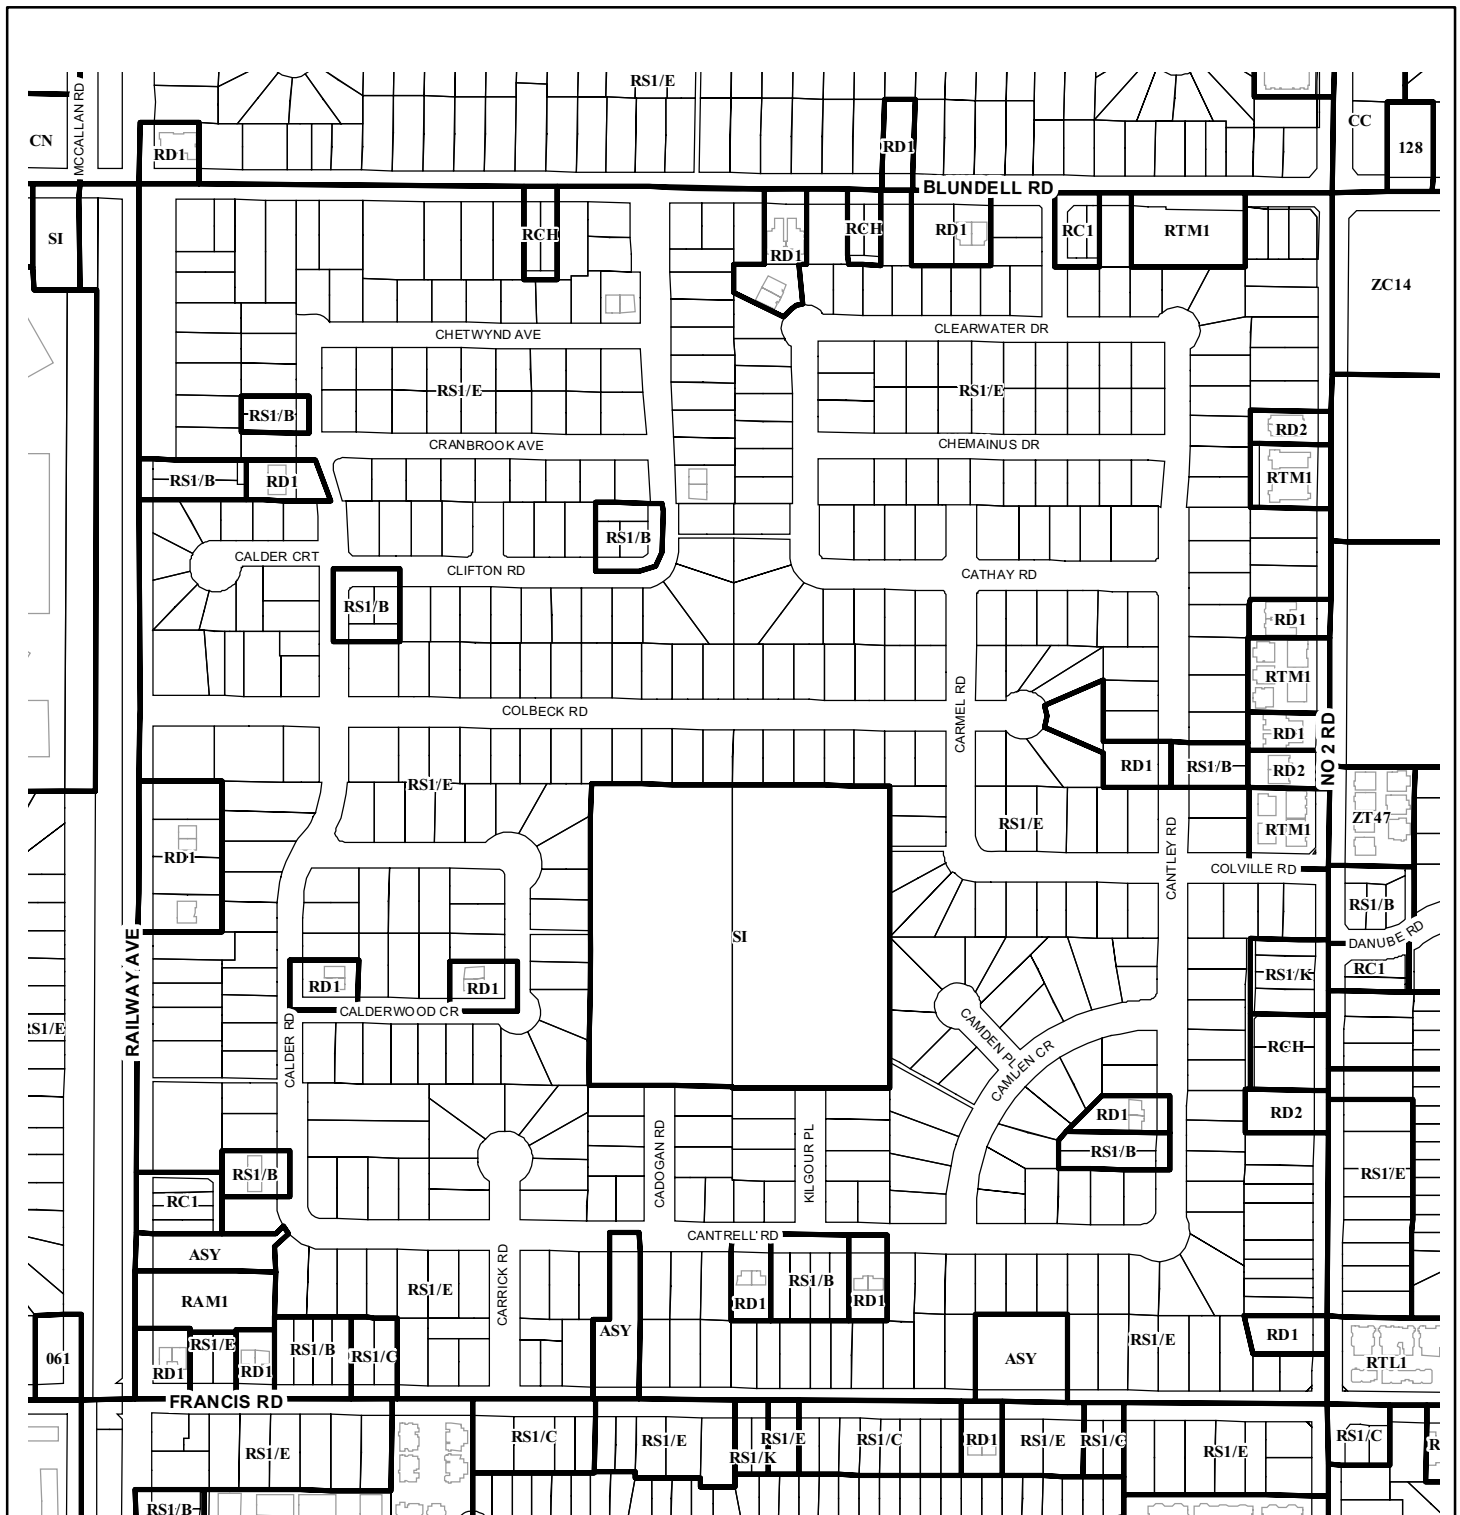 RS1/E
MCCALLAN RD
CN
RD1
RD1
CC
128
BLUNDELL RD
SI
RCH
RD1
RCH
RD1
RC1
RTM1
ZC14
CHETWYND AVE
CLEARWATER DR
RS1/E
RS1/E
RS1/B
CRANBROOK AVE
CHEMAINUS DR
RD2
RS1/B
RD1
RTM1
RS1/B
CALDER CRT
CLIFTON RD
CATHAY RD
RS1/B
RD1
RTM1
COLBECK RD
CARMEL RD
RD1
NO 2 RD
RD1
RS1/B
RD2
RS1/E
RS1/E
RTM1
ZT47
RD1
CANTLEY RD
COLVILLE RD
RS1/B
SI
DANUBE RD
RAILWAY AVE
RS1/K
RC1
RD1
RD1
CALDERWOOD CR
RS1/E
CALDER RD
CAMDEN PL
CAMDEN CR
RCH
RD1
RD2
RS1/B
CADOGAN RD
KILGOUR PL
RS1/B
RS1/E
RC1
CANTRELL RD
ASY
CARRICK RD
RS1/E
RS1/B
RAM1
RD1
RD1
ASY
RS1/E
RD1
RS1/E
RS1/B
RS1/C
ASY
RTL1
061
RD1
RD1
FRANCIS RD
RS1/E
RS1/C
RS1/E
RS1/K
RS1/E
RS1/C
RD1
RS1/E
RS1/C
RS1/E
RS1/C
RS1/B